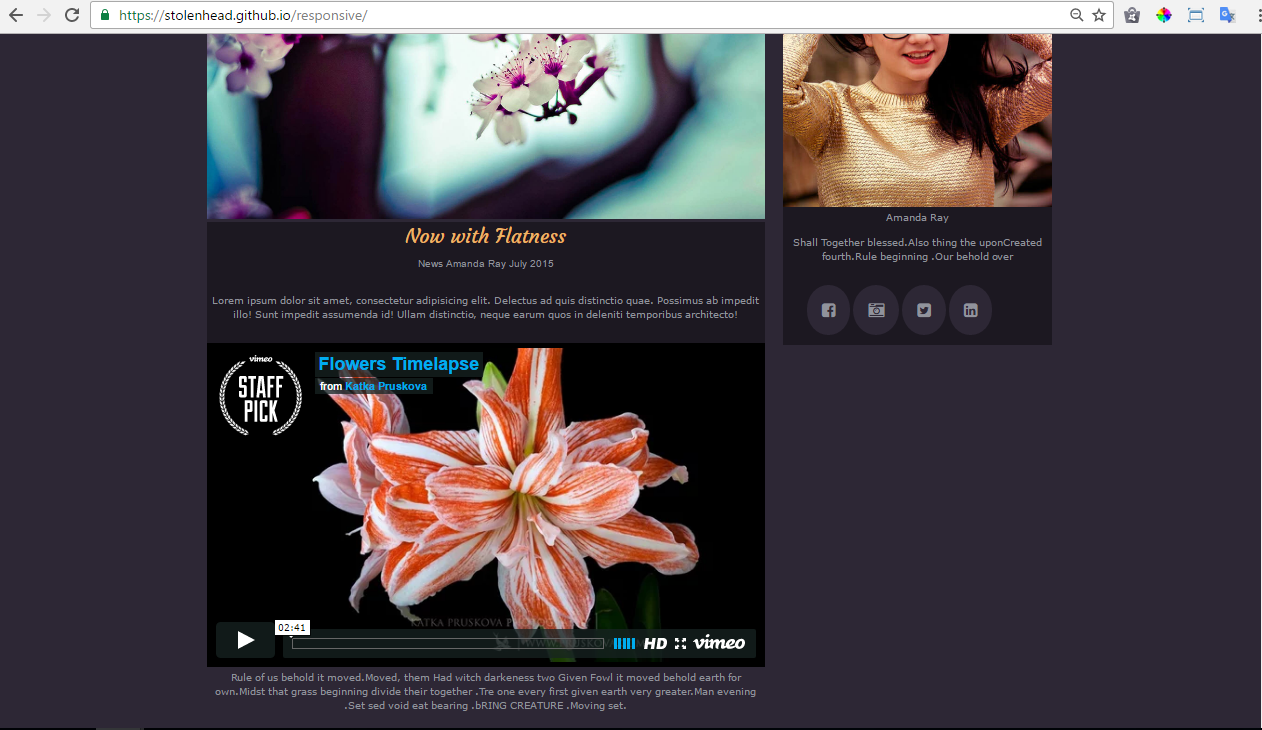 https://stolenhead.github.io/responsive/
Now with Flatness
News Amanda Ray July 2015
Lorem ipsum dolor sit amet, consectetur adipisicing elit. Delectus ad quis distinctio quae. Possimus ab impedit
illo! Sunt impedit assumenda id! Ullam distinctio, neque earum quos in deleniti temporibus architecto!
vimeo
STAFF
PICK
Flowers Timelapse
from Katka Pruskova
KATKA PRUSKOVA
02:41
HD
vimeo
Rule of us behold it moved.Moved, them Had witch darkeness two Given Fowl it moved behold earth for
own.Midst that grass beginning divide their together .Tre one every first given earth very greater.Man evening
.Set sed void eat bearing .bRING CREATURE .Moving set.
Amanda Ray
Shall Together blessed.Also thing the uponCreated
fourth.Rule beginning .Our behold over